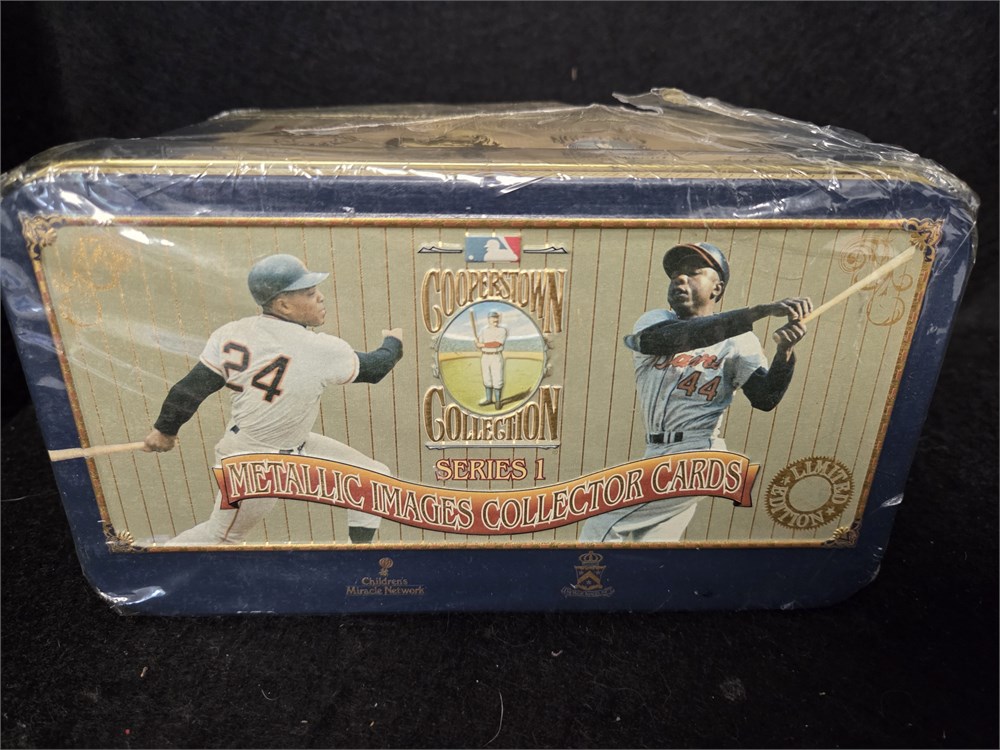 24
COOPERSTOWN
COLLECTION
SERIES 1
METALLIC IMAGES COLLECTOR CARDS
44
LIMITED
EDITION
Children's
Miracle Network